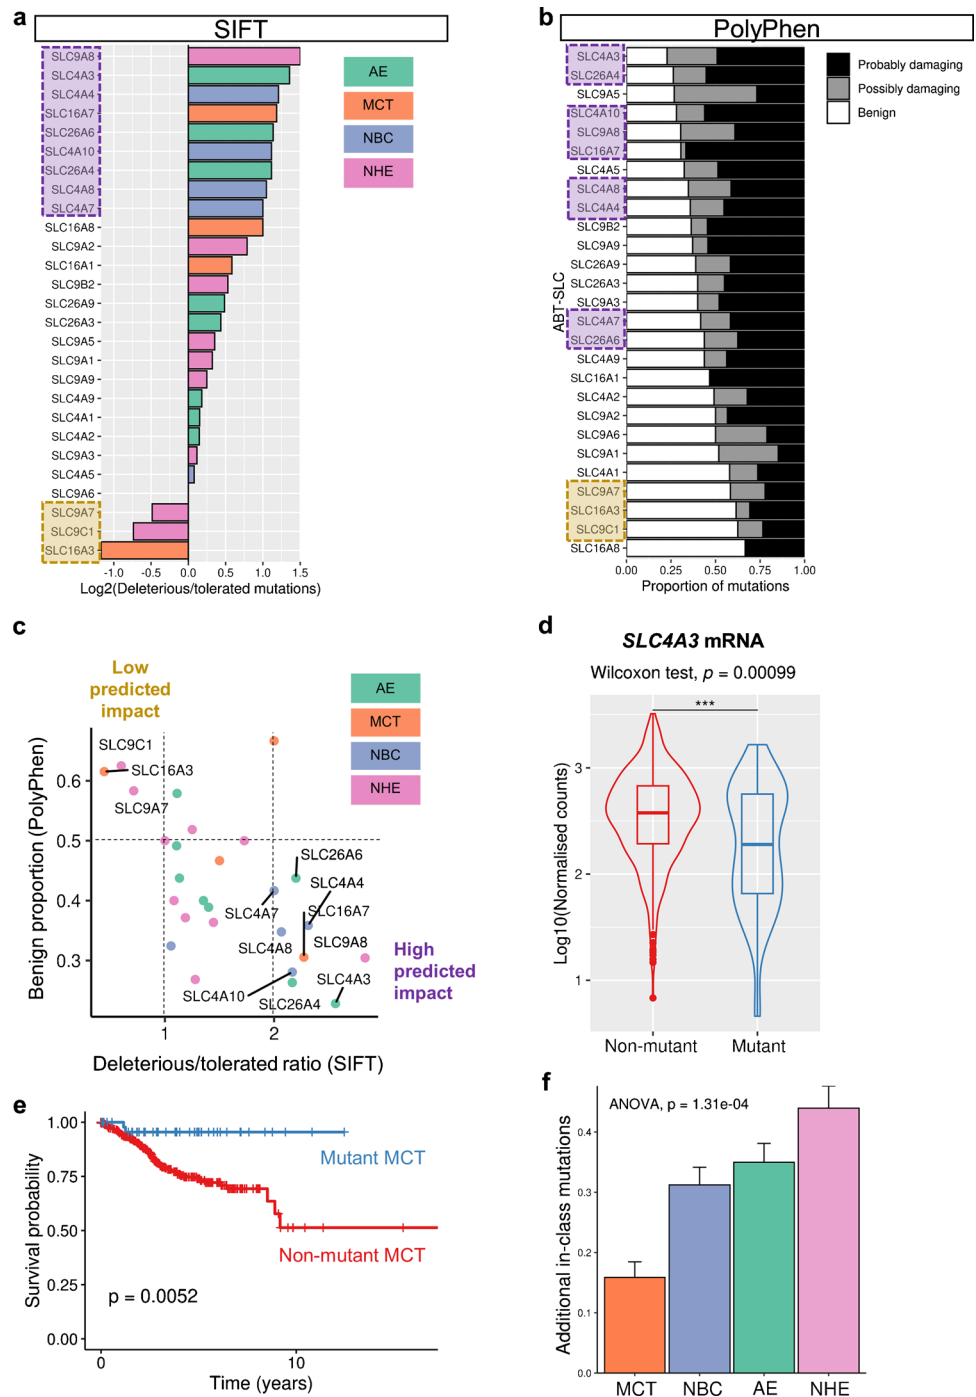 a
SIFT
SLC9A8
SLC4A3
SLC4A4
SLC16A7
SLC26A6
SLC4A10
SLC26A4
SLC4A8
SLC4A7
SLC16A8
SLC9A2
SLC16A1
SLC9B2
SLC26A9
SLC26A3
SLC9A5
SLC9A1
SLC9A9
SLC4A9
SLC4A1
SLC4A2
SLC9A3
SLC4A5
SLC9A6
SLC9A7
SLC9C1
SLC16A3
-1.0 -0.5 0.0 0.5 1.0 1.5
Log2(Deleterious/tolerated mutations)
AE
MCT
NBC
NHE
b
PolyPhen
SLC4A3
SLC26A4
SLC9A5
SLC4A10
SLC9A8
SLC16A7
SLC4A5
SLC4A8
SLC4A4
SLC9B2
SLC9A9
SLC26A9
SLC26A3
SLC9A3
SLC4A7
SLC26A6
SLC4A9
SLC16A1
SLC4A2
SLC9A2
SLC9A6
SLC9A1
SLC4A1
SLC9A7
SLC16A3
SLC9C1
SLC16A8
ABT-SLC
0.00 0.25 0.50 0.75 1.00
Proportion of mutations
Probably damaging
Possibly damaging
Benign
c
Low
predicted
impact
AE
MCT
NBC
NHE
SLC9C1
SLC16A3
SLC9A7
SLC26A6
SLC4A4
SLC4A7
SLC16A7
SLC4A8
SLC9A8
SLC4A3
SLC4A10
SLC26A4
High
predicted
impact
0.6
0.5
0.4
0.3
Benign proportion (PolyPhen)
1 2
Deleterious/tolerated ratio (SIFT)
d
SLC4A3 mRNA
Wilcoxon test, p = 0.00099
***
3
2
1
Log10(Normalised counts)
Non-mutant Mutant
e
1.00
0.75
0.50
0.25
0.00
Survival probability
Mutant MCT
Non-mutant MCT
p = 0.0052
0 10
Time (years)
f
ANOVA, p = 1.31e-04
0.4
0.3
0.2
0.1
0.0
Additional in-class mutations
MCT NBC AE NHE